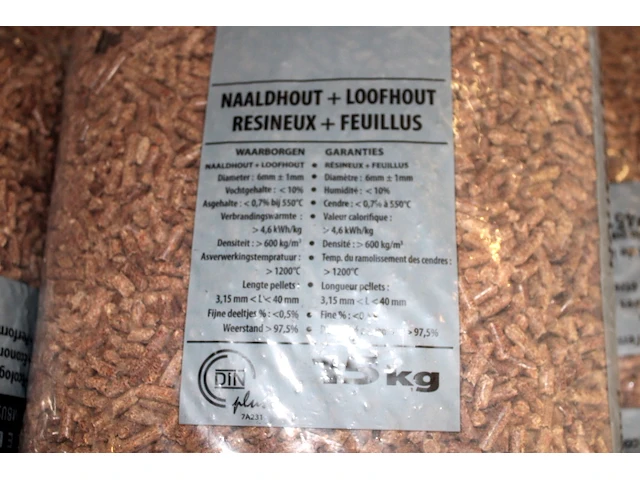 NAALDHOUT + LOOFHOUT
RESINEUX + FEUILLUS
WAARBORGEN GARANTIES
NAALDHOUT + LOOFHOUT • RÉSINEUX + FEUILLUS
Diameter : 6mm ± 1mm • Diamètre : 6mm ± 1mm
Vochtgehalte : < 10% • Humidité : < 10%
Asgehalte : < 0,7% bij 550°C • Cendre : < 0,7% à 550°C
Verbrandingswarmte : • Valeur calorifique :
> 4,6 kWh/kg > 4,6 kWh/kg
Densiteit : > 600 kg/m³ • Densité : > 600 kg/m³
Asverwerkingstempratuur : • Temp. du ramolissement des cendres :
> 1200°C > 1200°C
Lengte pellets : • Longueur pellets :
3,15 mm < L < 40 mm 3,15 mm < L < 40 mm
Fijne deeltjes % : <0,5% • Fine % : <0
Weerstand > 97,5% • > 97,5%
DIN
plus
7A231
15 kg